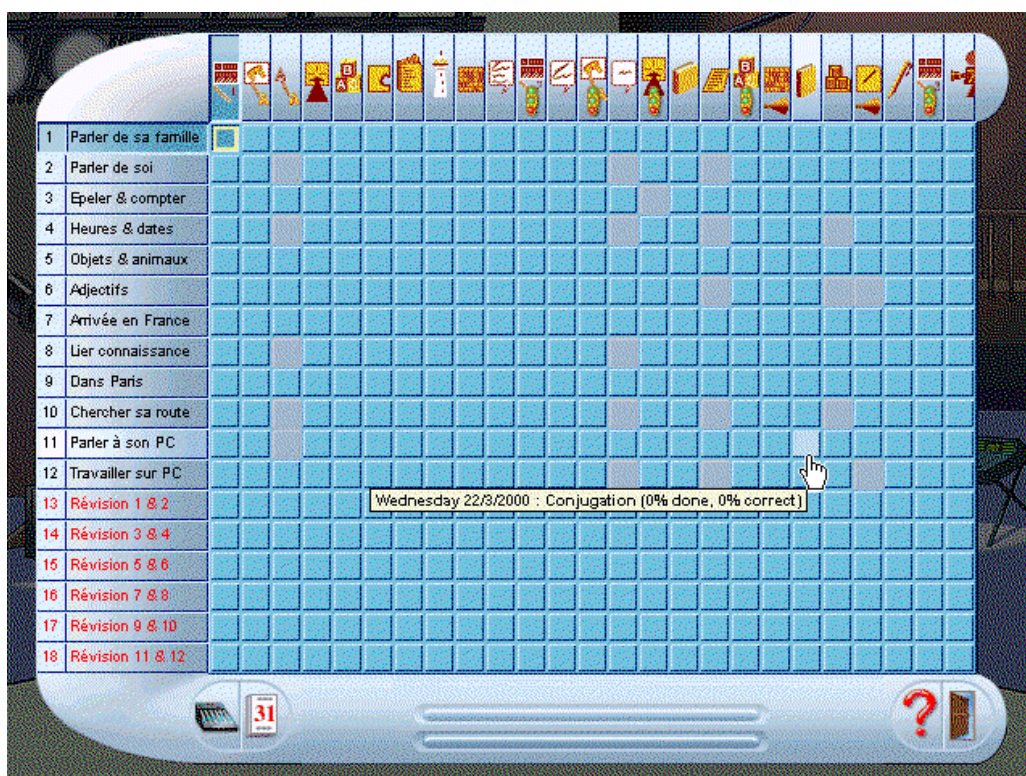 1 Parler de sa famille
2 Parler de soi
3 Epeler & compter
4 Heures & dates
5 Objets & animaux
6 Adjectifs
7 Arrivée en France
8 Lier connaissance
9 Dans Paris
10 Chercher sa route
11 Parler à son PC
12 Travailler sur PC
Wednesday 22/3/2000 : Conjugation (0% done, 0% correct)
13 Révision 1 & 2
14 Révision 3 & 4
15 Révision 5 & 6
16 Révision 7 & 8
17 Révision 9 & 10
18 Révision 11 & 12
31
?